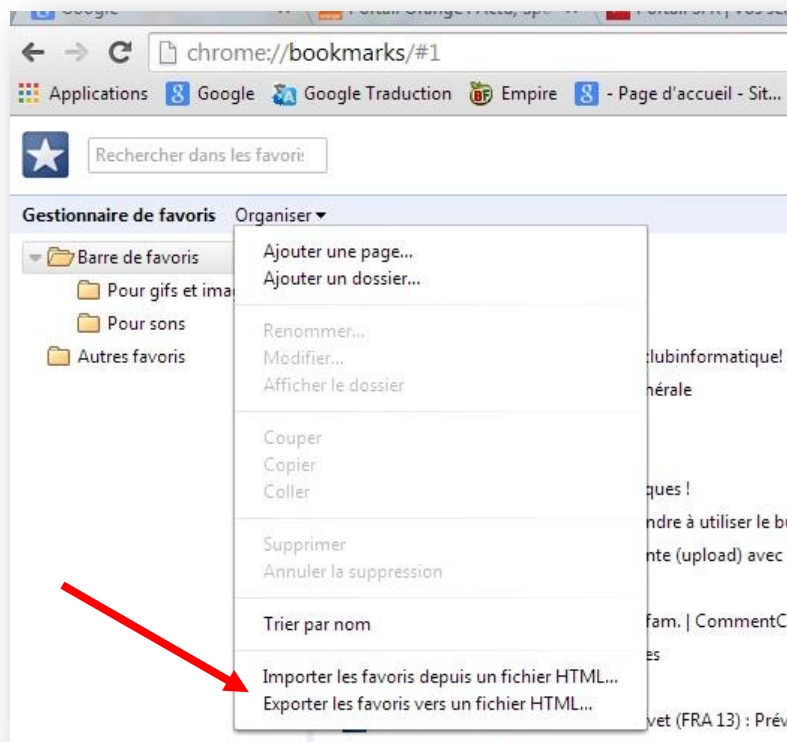 chrome://bookmarks/#1
Applications Google Google Traduction Empire - Page d'accueil - Sit...
Rechercher dans les favoris
Gestionnaire de favoris Organiser
Barre de favoris
Pour gifs et ima
Pour sons
Autres favoris
Ajouter une page...
Ajouter un dossier...
Renommer...
Modifier...
Afficher le dossier
Couper
Copier
Coller
Supprimer
Annuler la suppression
Trier par nom
Importer les favoris depuis un fichier HTML...
Exporter les favoris vers un fichier HTML...
clubinformatique!
nérale
ques !
ndre à utiliser le b
nte (upload) avec
fam. | CommentC
es
vet (FRA 13) : Prév